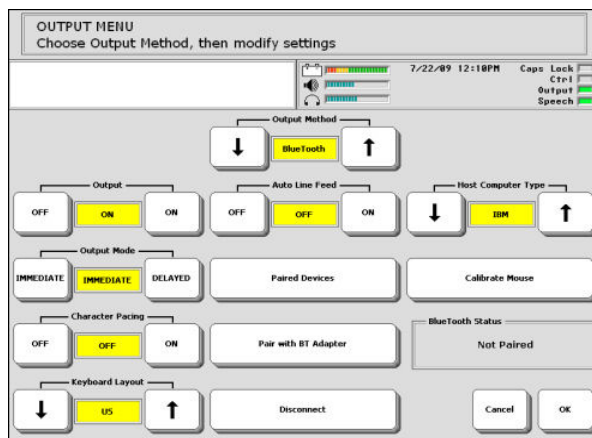 OUTPUT MENU
Choose Output Method, then modify settings
7/22/09 12:10PM Caps Lock
Ctrl
Output
Speech
Output Method
BlueTooth
Output
Auto Line Feed
Host Computer Type
OFF ON ON
OFF OFF ON
IBM
Output Mode
IMMEDIATE IMMEDIATE DELAYED
Paired Devices
Calibrate Mouse
Character Pacing
OFF OFF ON
Pair with BT Adapter
BlueTooth Status
Not Paired
Keyboard Layout
US
Disconnect
Cancel
OK